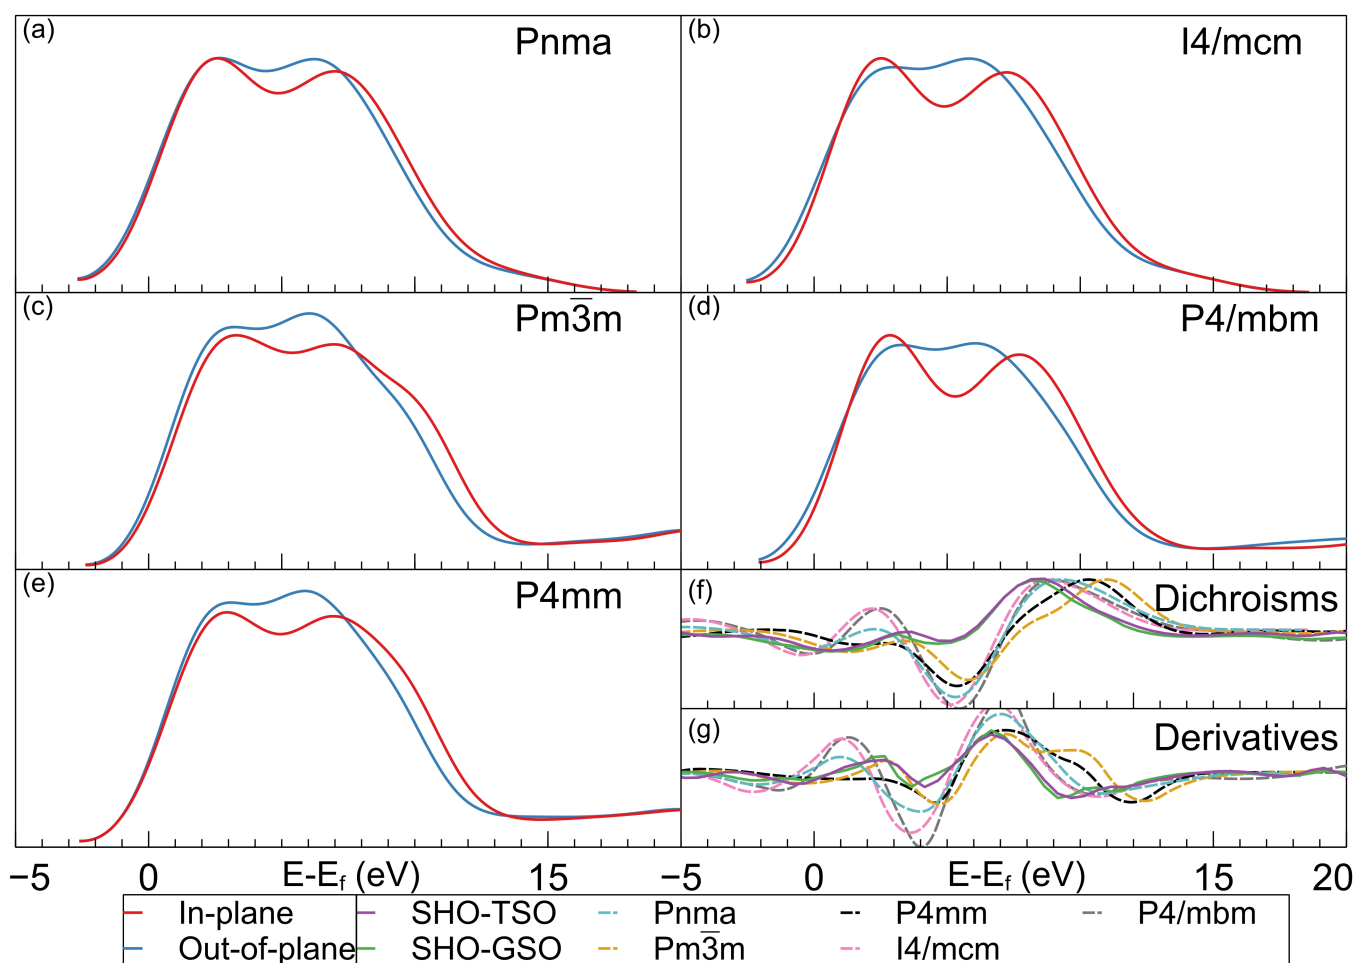 (a) Pnma
(b) I4/mcm
(c) Pm3̅m
(d) P4/mbm
(e) P4mm
(f) Dichroisms
(g) Derivatives
−5 0 E-Ef (eV) 15
−5 0 E-Ef (eV) 15 20
In-plane SHO-TSO Pnma P4mm P4/mbm
Out-of-plane SHO-GSO Pm3̅m I4/mcm